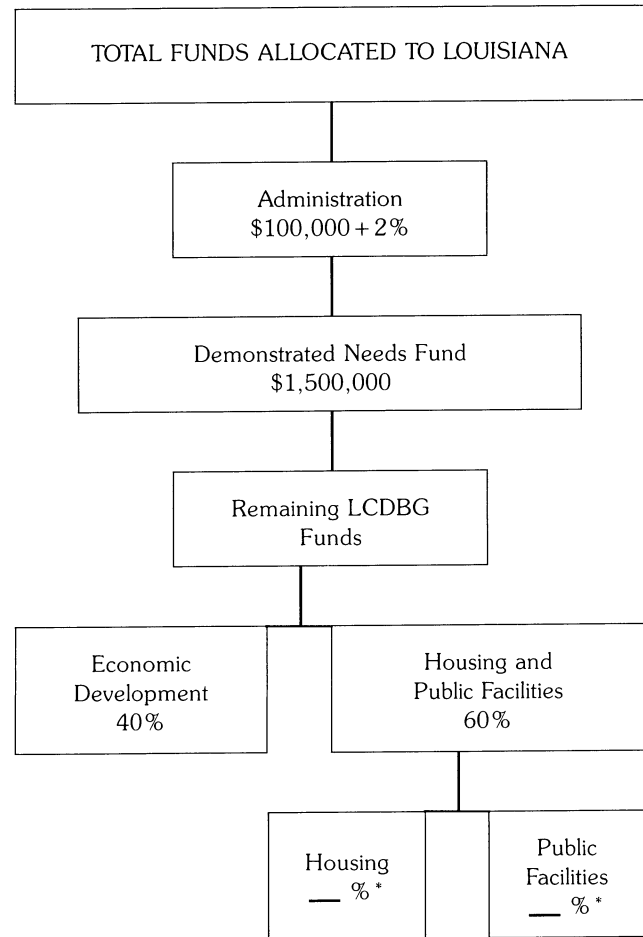 TOTAL FUNDS ALLOCATED TO LOUISIANA
Administration
$100,000 + 2%
Demonstrated Needs Fund
$1,500,000
Remaining LCDBG
Funds
Economic
Development
40%
Housing and
Public Facilities
60%
Housing
__ % *
Public
Facilities
__ % *